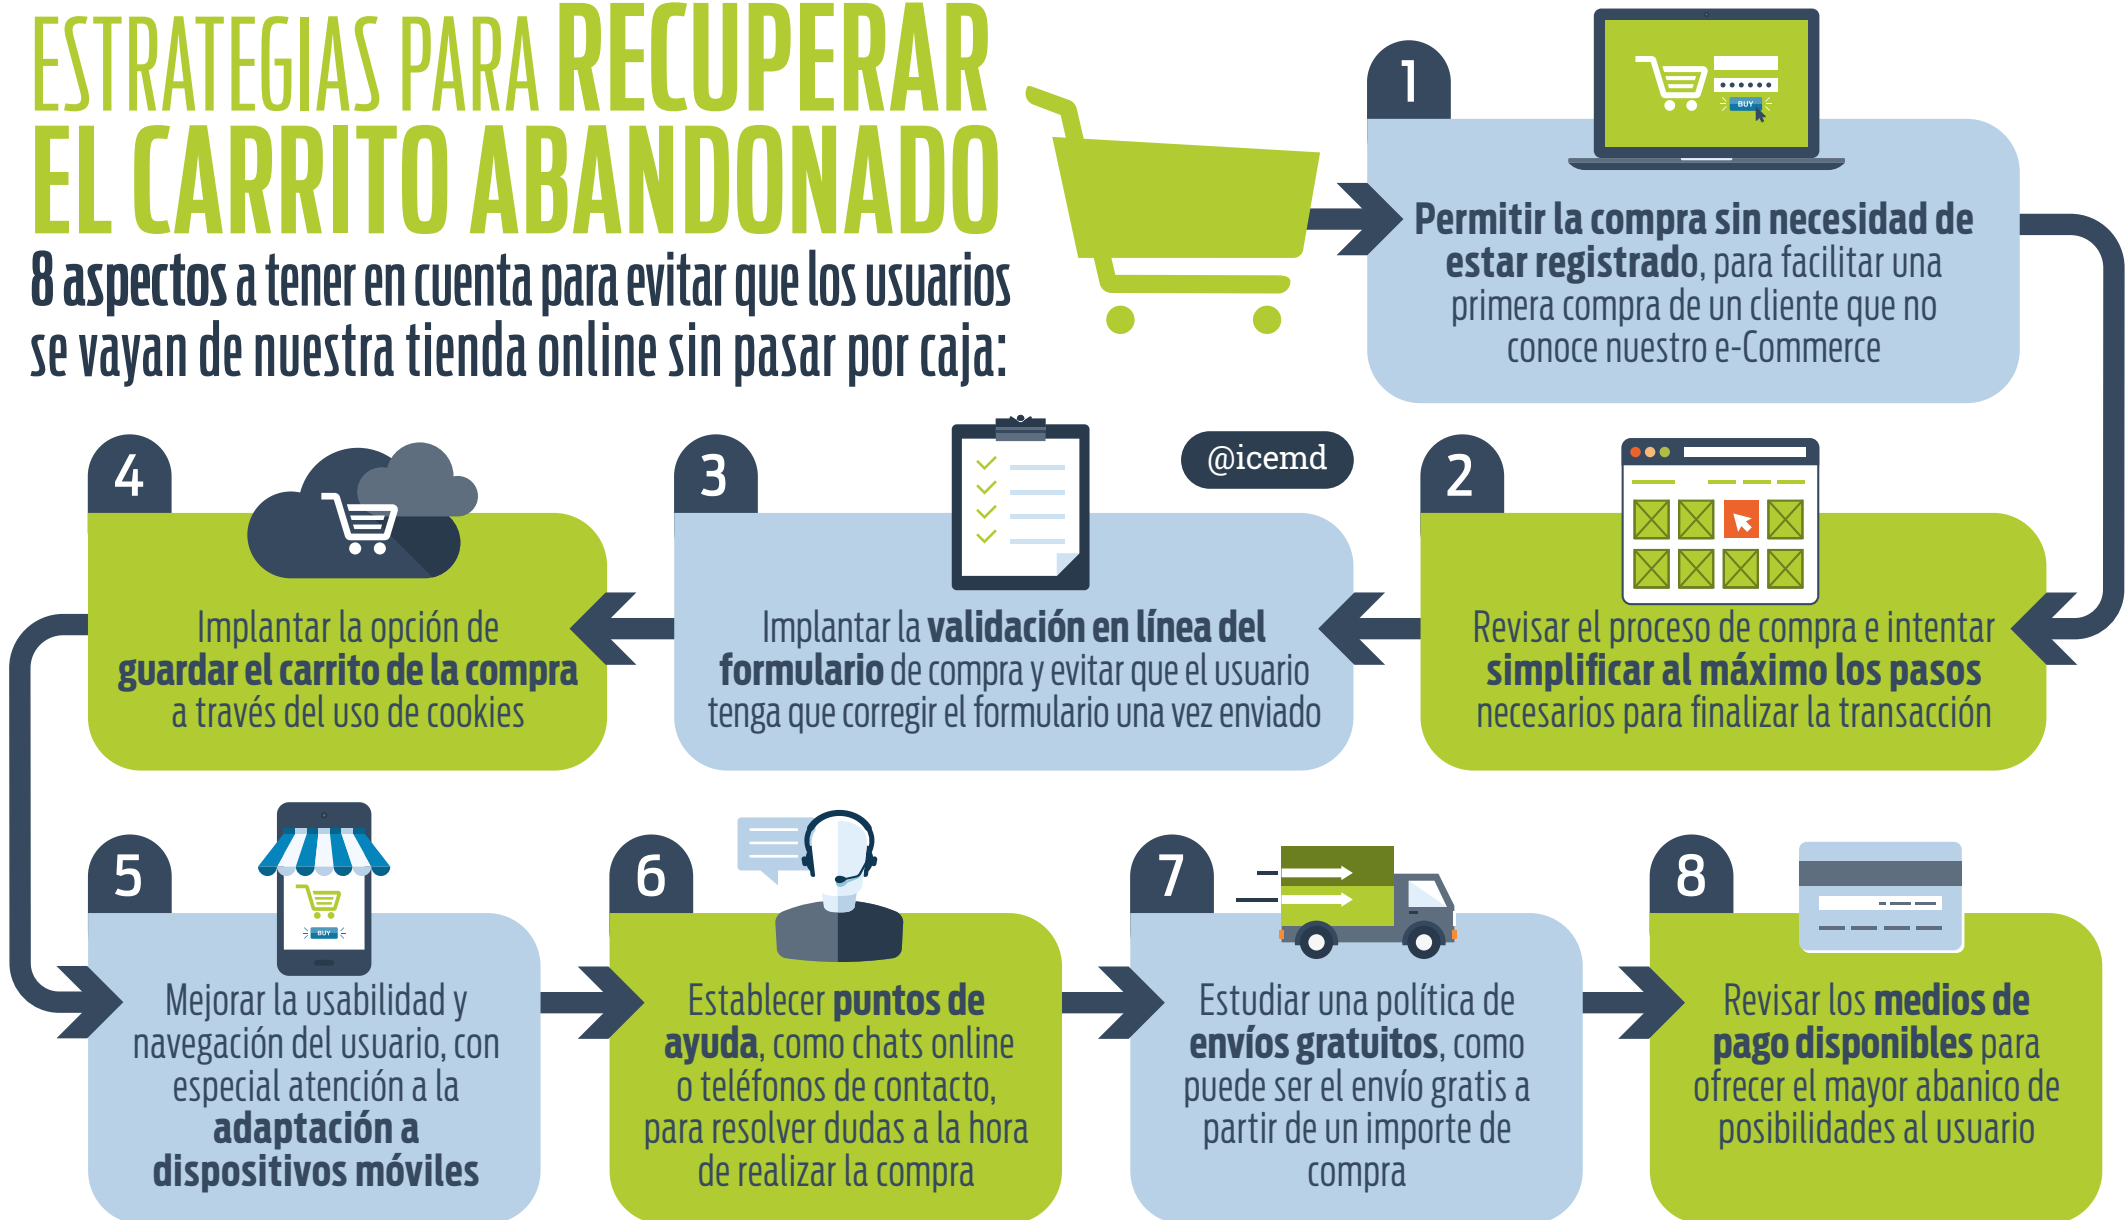 ESTRATEGIAS PARA RECUPERAR
EL CARRITO ABANDONADO
8 aspectos a tener en cuenta para evitar que los usuarios
se vayan de nuestra tienda online sin pasar por caja:
1
BUY
Permitir la compra sin necesidad de
estar registrado, para facilitar una
primera compra de un cliente que no
conoce nuestro e-Commerce
@icemd
2
Revisar el proceso de compra e intentar
simplificar al máximo los pasos
necesarios para finalizar la transacción
3
Implantar la validación en línea del
formulario de compra y evitar que el usuario
tenga que corregir el formulario una vez enviado
4
Implantar la opción de
guardar el carrito de la compra
a través del uso de cookies
5
BUY
Mejorar la usabilidad y
navegación del usuario, con
especial atención a la
adaptación a
dispositivos móviles
6
Establecer puntos de
ayuda, como chats online
o teléfonos de contacto,
para resolver dudas a la hora
de realizar la compra
7
Estudiar una política de
envíos gratuitos, como
puede ser el envío gratis a
partir de un importe de
compra
8
Revisar los medios de
pago disponibles para
ofrecer el mayor abanico de
posibilidades al usuario